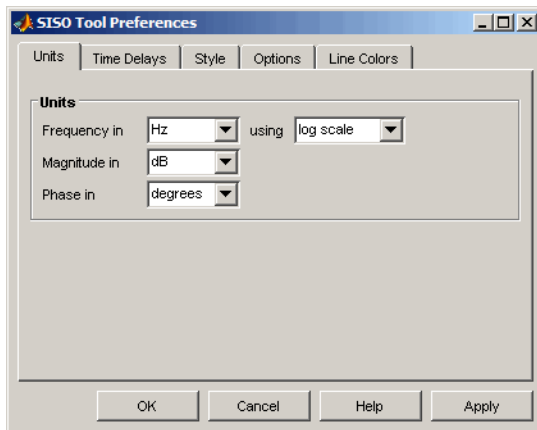 SISO Tool Preferences
Units Time Delays Style Options Line Colors
Units
Frequency in Hz using log scale
Magnitude in dB
Phase in degrees
OK Cancel Help Apply